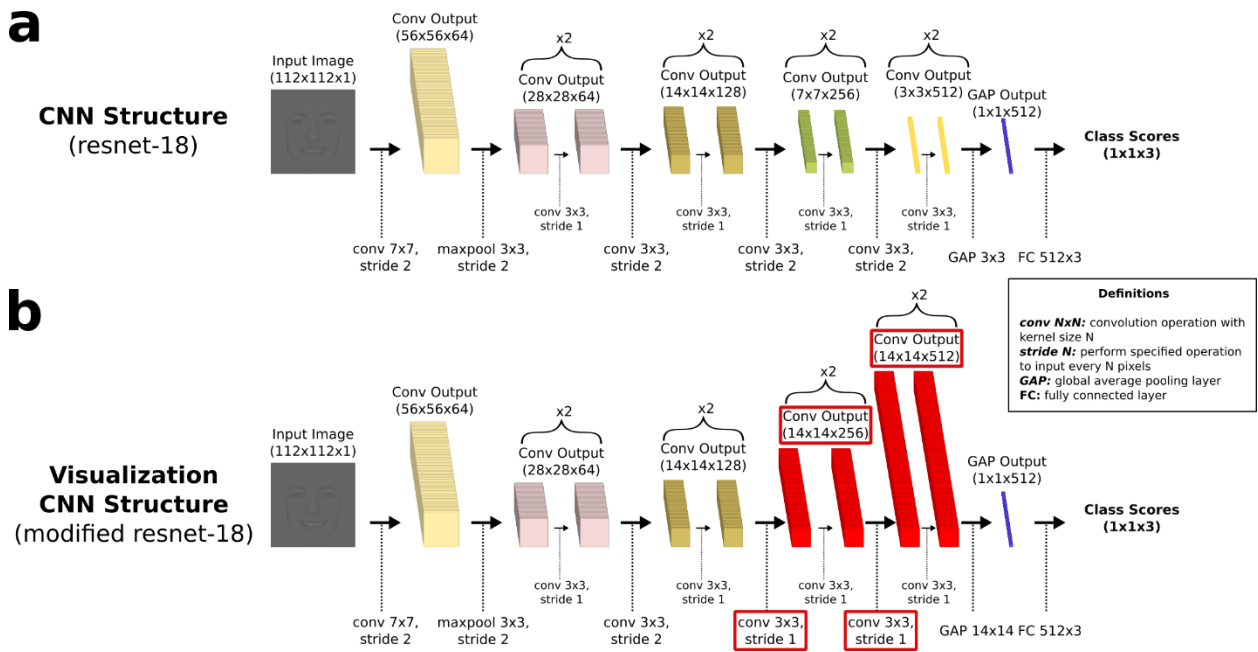 a
CNN Structure
(resnet-18)
Input Image
(112x112x1)
Conv Output
(56x56x64)
x2
Conv Output
(28x28x64)
x2
Conv Output
(14x14x128)
x2
Conv Output
(7x7x256)
x2
Conv Output
(3x3x512)
GAP Output
(1x1x512)
Class Scores
(1x1x3)
conv 3x3,
stride 1
conv 3x3,
stride 1
conv 3x3,
stride 1
conv 3x3,
stride 1
conv 7x7,
stride 2
maxpool 3x3,
stride 2
conv 3x3,
stride 2
conv 3x3,
stride 2
conv 3x3,
stride 2
GAP 3x3
FC 512x3
Definitions
conv NxN: convolution operation with
kernel size N
stride N: perform specified operation
to input every N pixels
GAP: global average pooling layer
FC: fully connected layer
b
Visualization
CNN Structure
(modified resnet-18)
Input Image
(112x112x1)
Conv Output
(56x56x64)
x2
Conv Output
(28x28x64)
x2
Conv Output
(14x14x128)
x2
Conv Output
(14x14x256)
x2
Conv Output
(14x14x512)
GAP Output
(1x1x512)
Class Scores
(1x1x3)
conv 3x3,
stride 1
conv 3x3,
stride 1
conv 3x3,
stride 1
conv 3x3,
stride 1
conv 7x7,
stride 2
maxpool 3x3,
stride 2
conv 3x3,
stride 2
conv 3x3,
stride 1
conv 3x3,
stride 1
GAP 14x14
FC 512x3